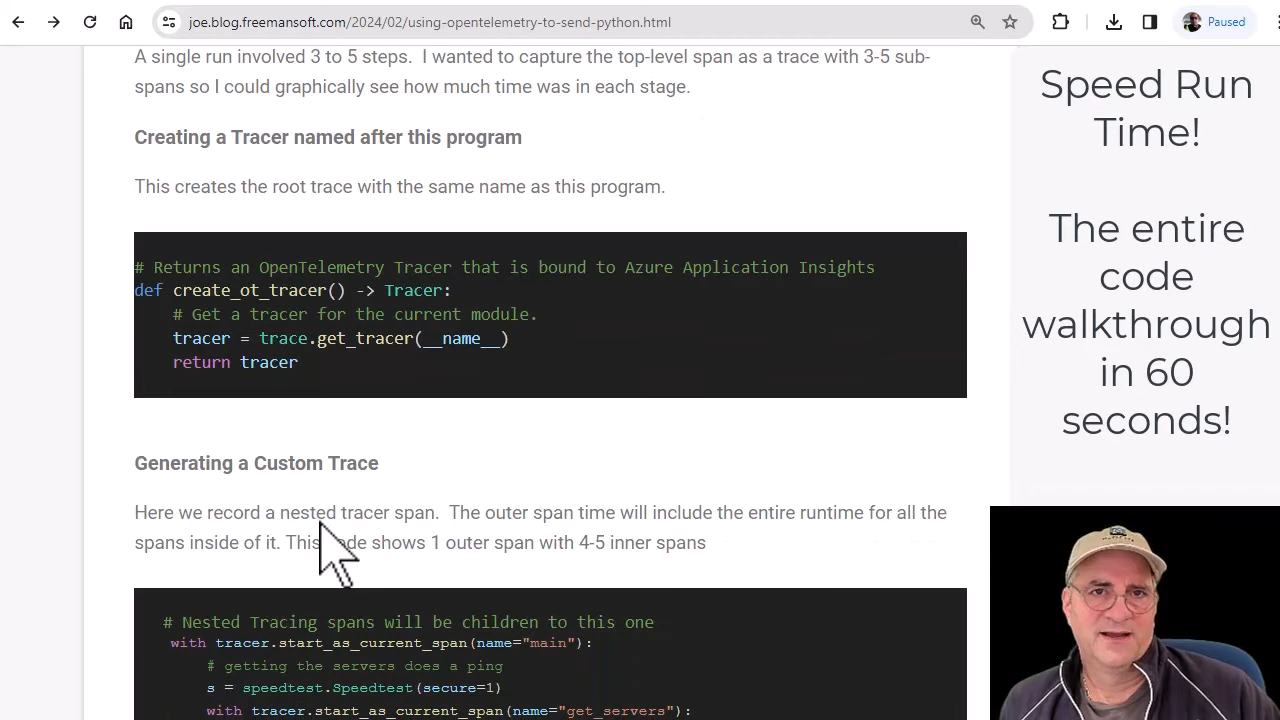 joe.blog.freemansoft.com/2024/02/using-opentelemetry-to-send-python.html
Paused
A single run involved 3 to 5 steps.  I wanted to capture the top-level span as a trace with 3-5 sub-
spans so I could graphically see how much time was in each stage.
Creating a Tracer named after this program
This creates the root trace with the same name as this program.
# Returns an OpenTelemetry Tracer that is bound to Azure Application Insights
def create_ot_tracer() -> Tracer:
# Get a tracer for the current module.
tracer = trace.get_tracer(__name__)
return tracer
Generating a Custom Trace
Here we record a nested tracer span.  The outer span time will include the entire runtime for all the
spans inside of it. This code shows 1 outer span with 4-5 inner spans
# Nested Tracing spans will be children to this one
with tracer.start_as_current_span(name="main"):
# getting the servers does a ping
s = speedtest.Speedtest(secure=1)
with tracer.start_as_current_span(name="get_servers"):
Speed Run
Time!
The entire
code
walkthrough
in 60
seconds!